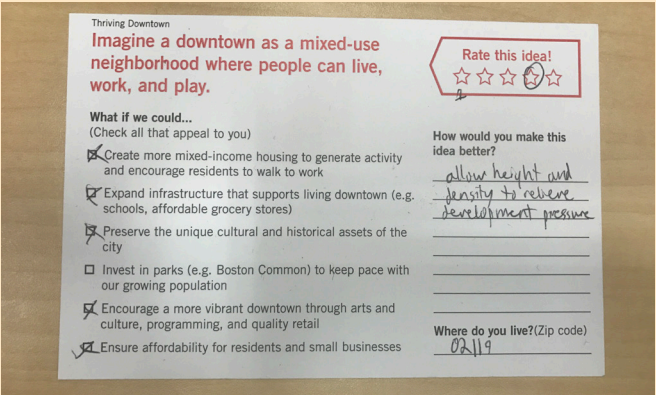 Thriving Downtown
Imagine a downtown as a mixed-use
neighborhood where people can live,
work, and play.
Rate this idea!
What if we could...
(Check all that appeal to you)
Create more mixed-income housing to generate activity
and encourage residents to walk to work
Expand infrastructure that supports living downtown (e.g.
schools, affordable grocery stores)
Preserve the unique cultural and historical assets of the
city
Invest in parks (e.g. Boston Common) to keep pace with
our growing population
Encourage a more vibrant downtown through arts and
culture, programming, and quality retail
Ensure affordability for residents and small businesses
How would you make this
idea better?
allow height and
density to relieve
development pressure
Where do you live?(Zip code)
02119